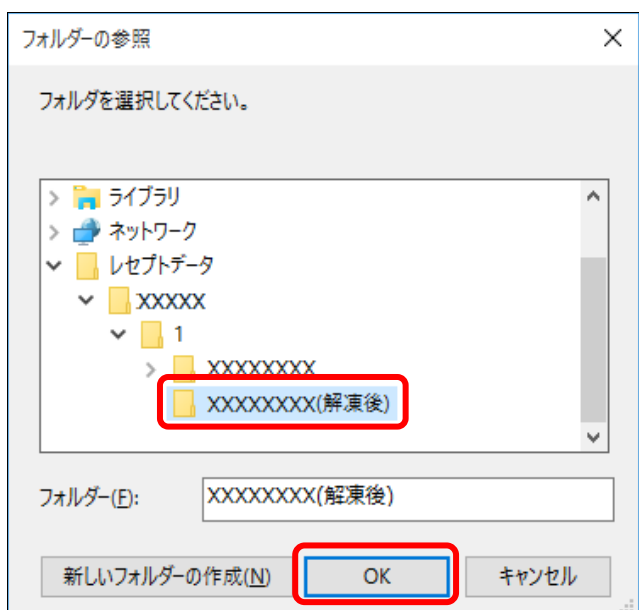 フォルダーの参照
フォルダを選択してください。
ライブラリ
ネットワーク
レセプトデータ
XXXXX
1
XXXXXXXX
XXXXXXXX(解凍後)
フォルダー(F): XXXXXXXX(解凍後)
新しいフォルダーの作成(N) OK キャンセル